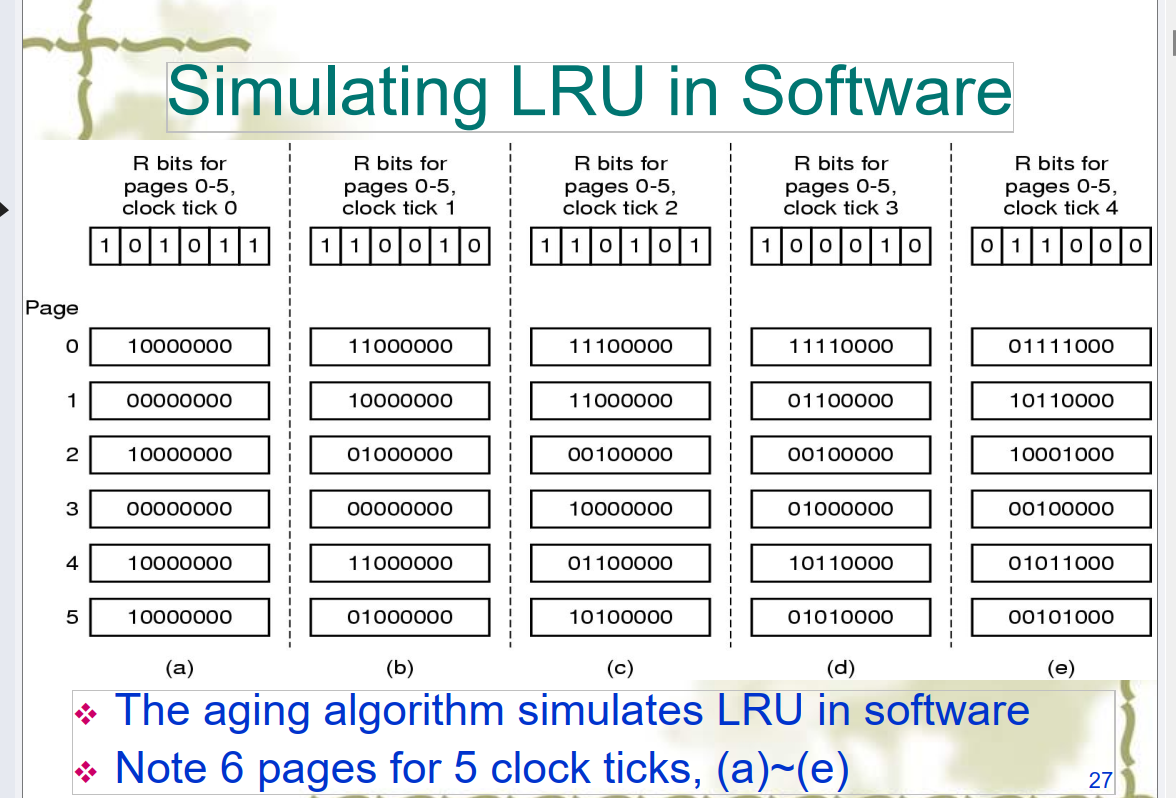 Simulating LRU in Software
R bits for pages 0-5, clock tick 0
R bits for pages 0-5, clock tick 1
R bits for pages 0-5, clock tick 2
R bits for pages 0-5, clock tick 3
R bits for pages 0-5, clock tick 4
1 0 1 0 1 1
1 1 0 0 1 0
1 1 0 1 0 1
1 0 0 0 1 0
0 1 1 0 0 0
Page
0 10000000 11000000 11100000 11110000 01111000
1 00000000 10000000 11000000 01100000 10110000
2 10000000 01000000 00100000 00100000 10001000
3 00000000 00000000 10000000 01000000 00100000
4 10000000 11000000 01100000 10110000 01011000
5 10000000 01000000 10100000 01010000 00101000
(a) (b) (c) (d) (e)
The aging algorithm simulates LRU in software
Note 6 pages for 5 clock ticks, (a)~(e)
27